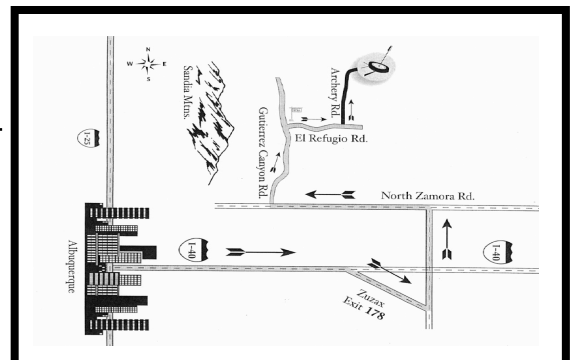 N
W E
S
Sandia Mtns.
I-25
Archery Rd.
El Refugio Rd.
Gutierrez Canyon Rd.
North Zamora Rd.
I-40
I-40
Albuquerque
Zuzax
Exit 178